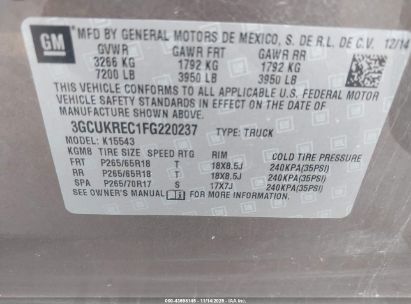 GM MFD BY GENERAL MOTORS DE MEXICO, S. DE R.L. DE C.V. 12/14
GVWR GAWR FRT GAWR RR
3266 KG 1792 KG 1792 KG
7200 LB 3950 LB 3950 LB
THIS VEHICLE CONFORMS TO ALL APPLICABLE U.S. FEDERAL MOTOR
VEHICLE SAFETY STANDARDS IN EFFECT ON THE DATE OF
MANUFACTURE SHOWN ABOVE.
3GCUKREC1FG220237 TYPE: TRUCK
MODEL: K15543
KGM8 TIRE SIZE SPEED RTG RIM COLD TIRE PRESSURE
FRT P265/65R18 T 18X8.5J 240KPA(35PSI)
RR P265/65R18 T 18X8.5J 240KPA(35PSI)
SPA P265/70R17 S 17X7J 240KPA(35PSI)
SEE OWNER'S MANUAL FOR MORE INFORMATION.